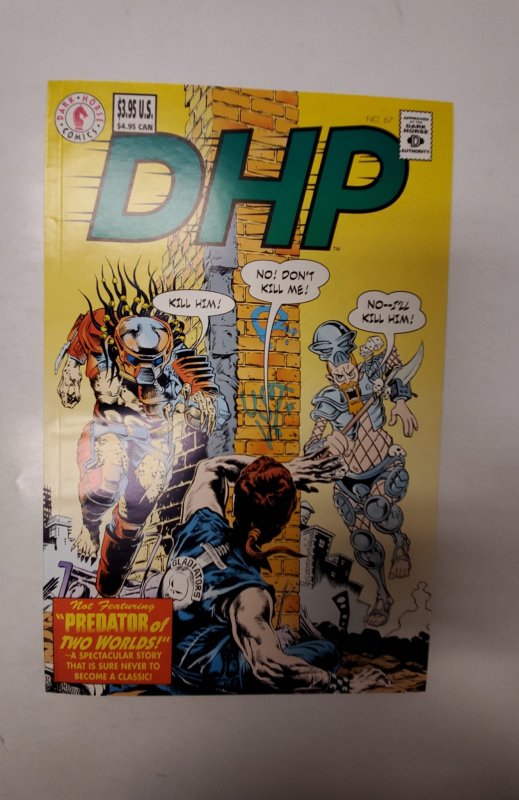 DARK HORSE COMICS
$3.95 U.S.
$4.95 CAN
NO. 67
APPROVED
BY THE
DARK
HORSE
D
AUTHORITY
DHP
TM
KILL HIM!
NO! DON'T
KILL ME!
NO--I'LL
KILL HIM!
GLADIATORS
Not Featuring
"PREDATOR of
TWO WORLDS!"
--A SPECTACULAR STORY
THAT IS SURE NEVER TO
BECOME A CLASSIC!